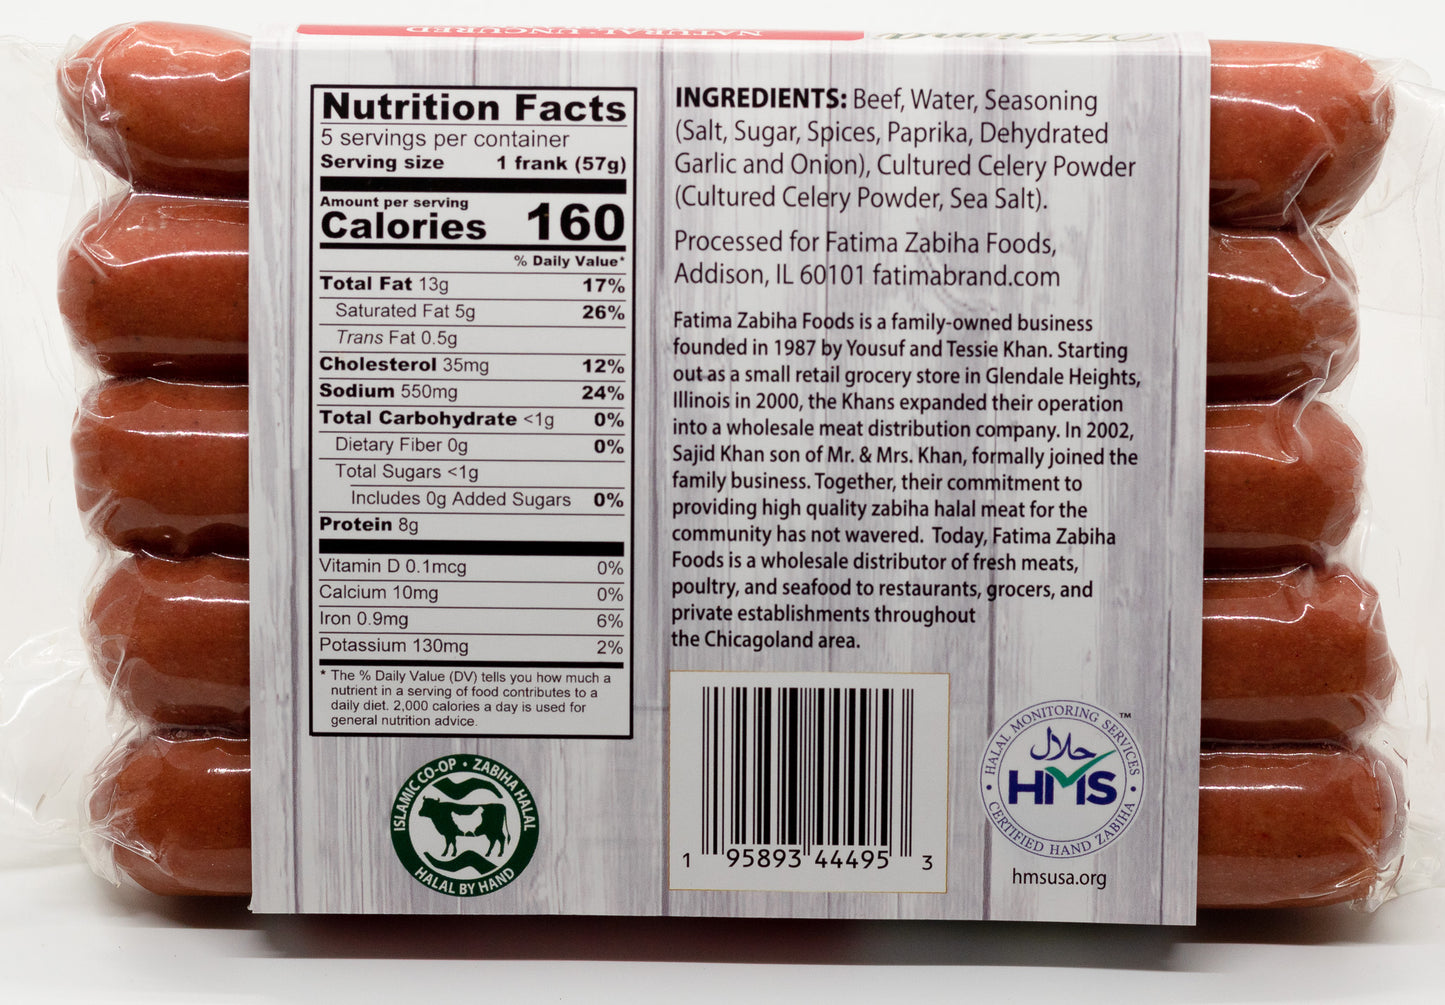 NATURAL UNCURED
Nutrition Facts
5 servings per container
Serving size 1 frank (57g)
Amount per serving
Calories 160
% Daily Value*
Total Fat 13g 17%
Saturated Fat 5g 26%
Trans Fat 0.5g
Cholesterol 35mg 12%
Sodium 550mg 24%
Total Carbohydrate <1g 0%
Dietary Fiber 0g 0%
Total Sugars <1g
Includes 0g Added Sugars 0%
Protein 8g
Vitamin D 0.1mcg 0%
Calcium 10mg 0%
Iron 0.9mg 6%
Potassium 130mg 2%
* The % Daily Value (DV) tells you how much a
nutrient in a serving of food contributes to a
daily diet. 2,000 calories a day is used for
general nutrition advice.
ISLAMIC CO-OP • ZABIHA HALAL
HALAL BY HAND
INGREDIENTS: Beef, Water, Seasoning
(Salt, Sugar, Spices, Paprika, Dehydrated
Garlic and Onion), Cultured Celery Powder
(Cultured Celery Powder, Sea Salt).
Processed for Fatima Zabiha Foods,
Addison, IL 60101 fatimabrand.com
Fatima Zabiha Foods is a family-owned business
founded in 1987 by Yousuf and Tessie Khan. Starting
out as a small retail grocery store in Glendale Heights,
Illinois in 2000, the Khans expanded their operation
into a wholesale meat distribution company. In 2002,
Sajid Khan son of Mr. & Mrs. Khan, formally joined the
family business. Together, their commitment to
providing high quality zabiha halal meat for the
community has not wavered. Today, Fatima Zabiha
Foods is a wholesale distributor of fresh meats,
poultry, and seafood to restaurants, grocers, and
private establishments throughout
the Chicagoland area.
1 95893 44495 3
• HALAL MONITORING SERVICES •
™
حلال
HMS
CERTIFIED HAND ZABIHA
hmsusa.org